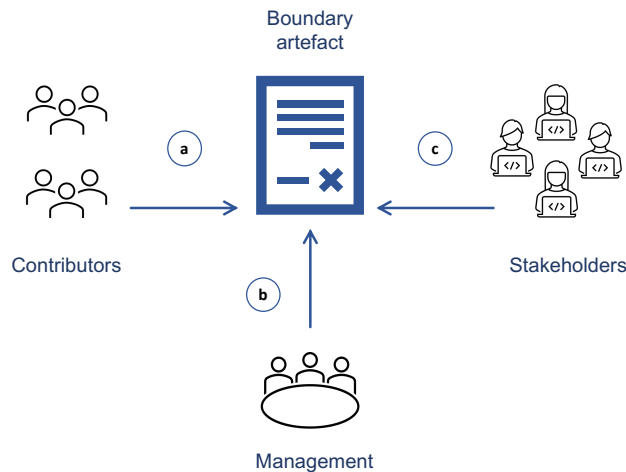 Boundary
artefact
a
c
</>
</>
</>
</>
Contributors
Stakeholders
b
Management